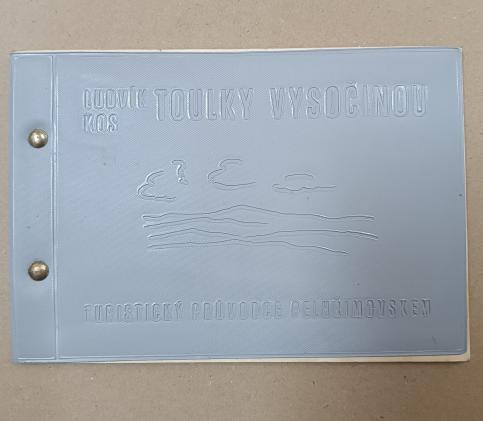 LUDVÍK
KOS
TOULKY VYSOČINOU
TURISTICKÝ PRŮVODCE PELHŘIMOVSKEM